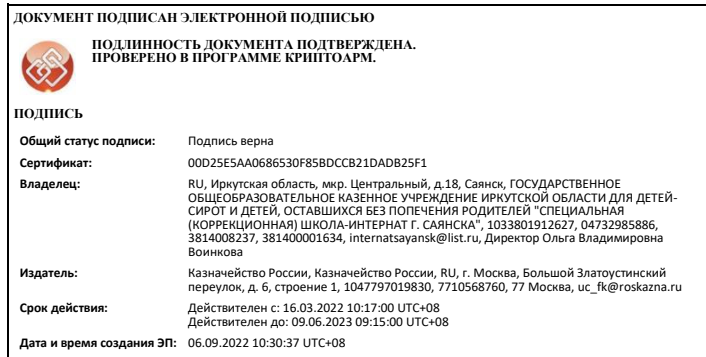 ДОКУМЕНТ ПОДПИСАН ЭЛЕКТРОННОЙ ПОДПИСЬЮ
ПОДЛИННОСТЬ ДОКУМЕНТА ПОДТВЕРЖДЕНА.
ПРОВЕРЕНО В ПРОГРАММЕ КРИПТОАРМ.
ПОДПИСЬ
Общий статус подписи: Подпись верна
Сертификат: 00D25E5AA0686530F85BDCCB21DADB25F1
Владелец: RU, Иркутская область, мкр. Центральный, д.18, Саянск, ГОСУДАРСТВЕННОЕ
ОБЩЕОБРАЗОВАТЕЛЬНОЕ КАЗЕННОЕ УЧРЕЖДЕНИЕ ИРКУТСКОЙ ОБЛАСТИ ДЛЯ ДЕТЕЙ-
СИРОТ И ДЕТЕЙ, ОСТАВШИХСЯ БЕЗ ПОПЕЧЕНИЯ РОДИТЕЛЕЙ "СПЕЦИАЛЬНАЯ
(КОРРЕКЦИОННАЯ) ШКОЛА-ИНТЕРНАТ Г. САЯНСКА", 1033801912627, 04732985886,
3814008237, 381400001634, internatsayansk@list.ru, Директор Ольга Владимировна
Воинкова
Издатель: Казначейство России, Казначейство России, RU, г. Москва, Большой Златоустинский
переулок, д. 6, строение 1, 1047797019830, 7710568760, 77 Москва, uc_fk@roskazna.ru
Срок действия: Действителен с: 16.03.2022 10:17:00 UTC+08
Действителен до: 09.06.2023 09:15:00 UTC+08
Дата и время создания ЭП: 06.09.2022 10:30:37 UTC+08